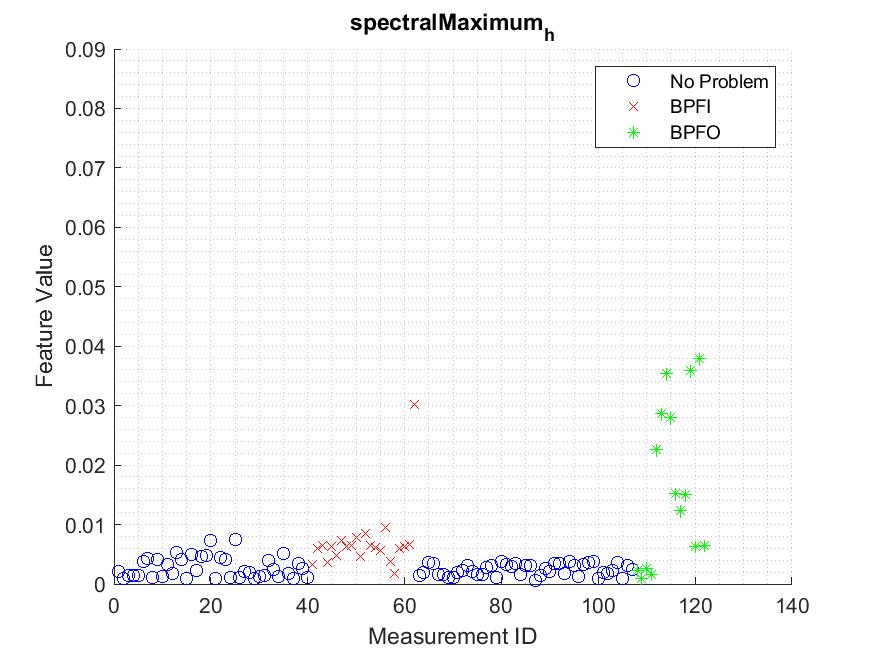 spectralMaximum_h
No Problem
BPFI
BPFO
Feature Value
0.09
0.08
0.07
0.06
0.05
0.04
0.03
0.02
0.01
0
0 20 40 60 80 100 120 140
Measurement ID